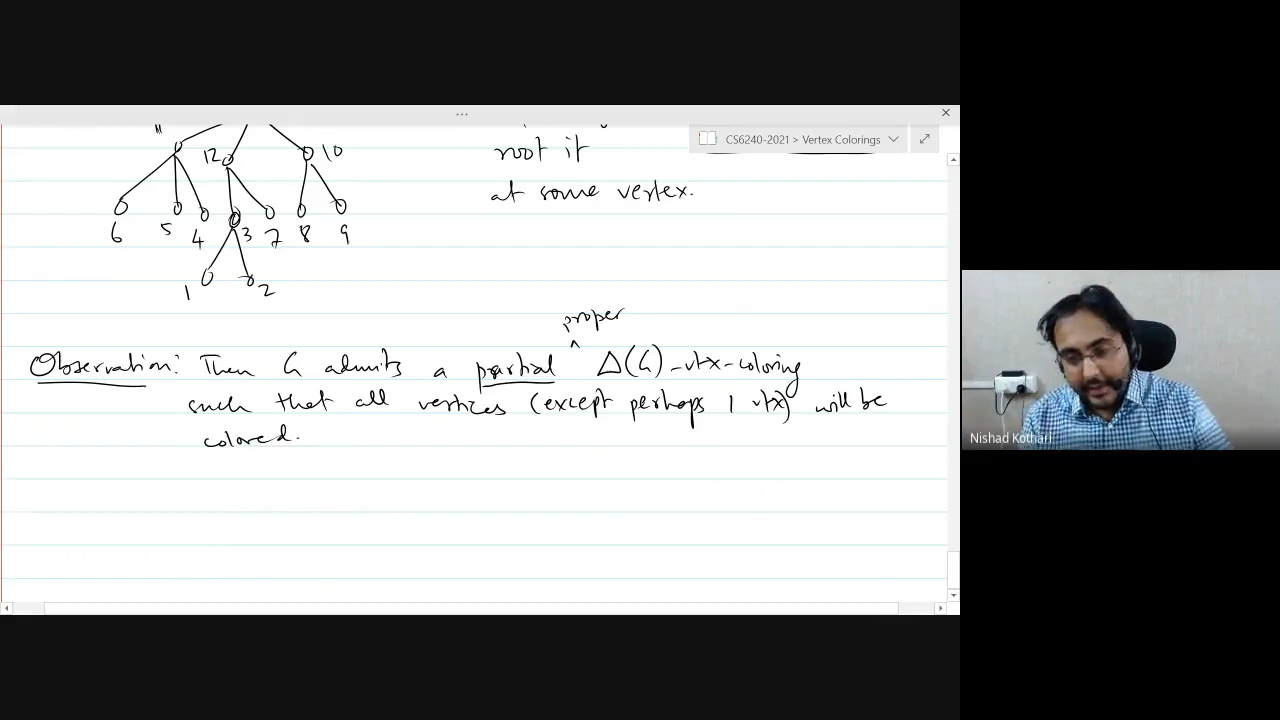 CS6240-2021 > Vertex Colorings
root it
at some vertex.
11 12 10
6 5 4 3 7 8 9
1 2
proper
Observation: Then G admits a partial ^ Δ(G)-vtx-coloring
such that all vertices (except perhaps 1 vtx) will be
colored.
Nishad Kothari